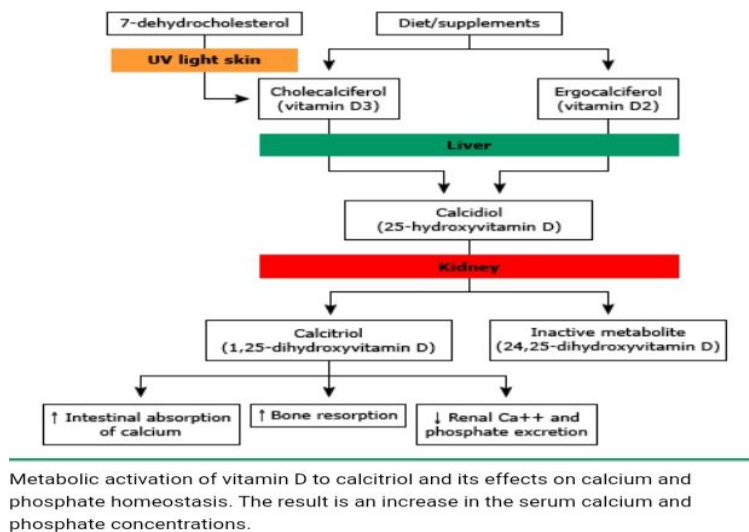 7-dehydrocholesterol
Diet/supplements
UV light skin
Cholecalciferol
(vitamin D3)
Ergocalciferol
(vitamin D2)
Liver
Calcidiol
(25-hydroxyvitamin D)
Kidney
Calcitriol
(1,25-dihydroxyvitamin D)
Inactive metabolite
(24,25-dihydroxyvitamin D)
↑ Intestinal absorption
of calcium
↑ Bone resorption
↓ Renal Ca++ and
phosphate excretion
Metabolic activation of vitamin D to calcitriol and its effects on calcium and
phosphate homeostasis. The result is an increase in the serum calcium and
phosphate concentrations.